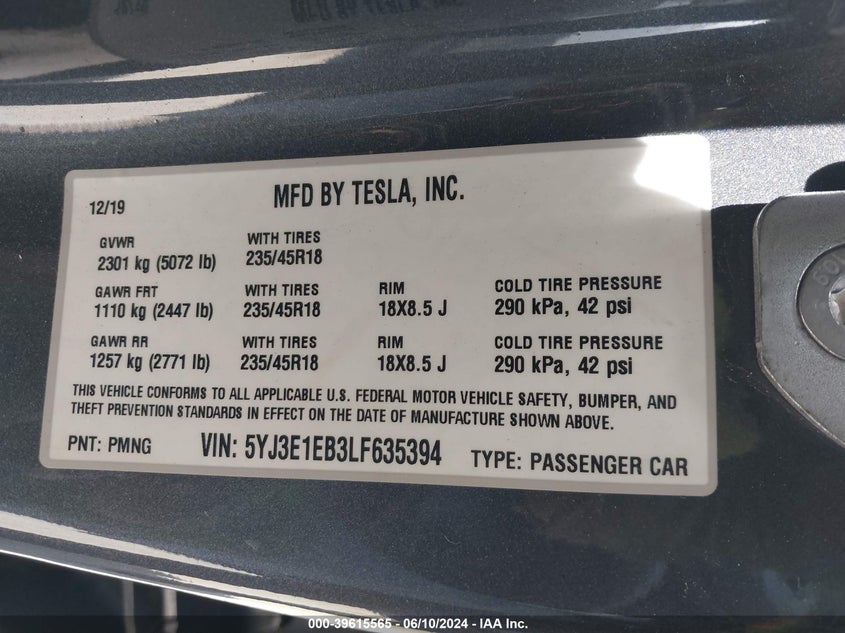 MFD BY TESLA, INC.
12/19
GVWR WITH TIRES
2301 kg (5072 lb) 235/45R18
GAWR FRT WITH TIRES RIM COLD TIRE PRESSURE
1110 kg (2447 lb) 235/45R18 18X8.5 J 290 kPa, 42 psi
GAWR RR WITH TIRES RIM COLD TIRE PRESSURE
1257 kg (2771 lb) 235/45R18 18X8.5 J 290 kPa, 42 psi
THIS VEHICLE CONFORMS TO ALL APPLICABLE U.S. FEDERAL MOTOR VEHICLE SAFETY, BUMPER, AND
THEFT PREVENTION STANDARDS IN EFFECT ON THE DATE OF MANUFACTURE SHOWN ABOVE.
PNT: PMNG VIN: 5YJ3E1EB3LF635394 TYPE: PASSENGER CAR
000-39615565 - 06/10/2024 - IAA Inc.